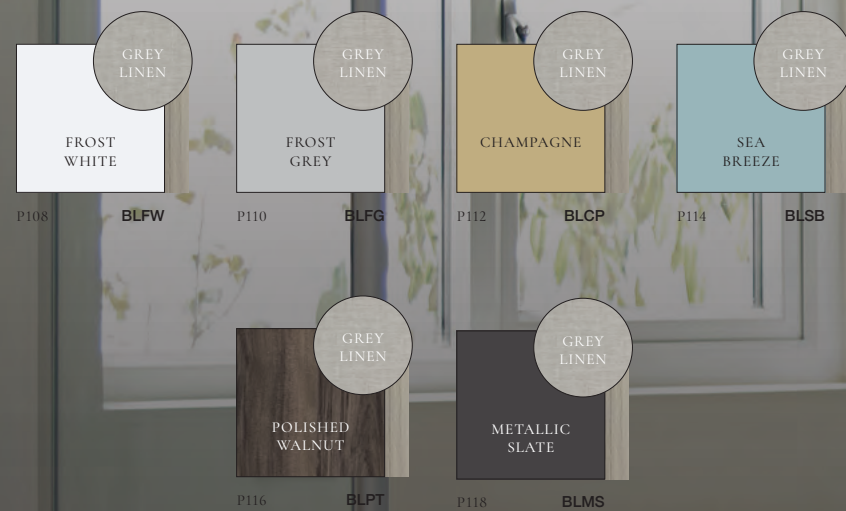 GREY
LINEN
FROST
WHITE
P108 BLFW
GREY
LINEN
FROST
GREY
P110 BLFG
GREY
LINEN
CHAMPAGNE
P112 BLCP
GREY
LINEN
SEA
BREEZE
P114 BLSB
GREY
LINEN
POLISHED
WALNUT
P116 BLPT
GREY
LINEN
METALLIC
SLATE
P118 BLMS